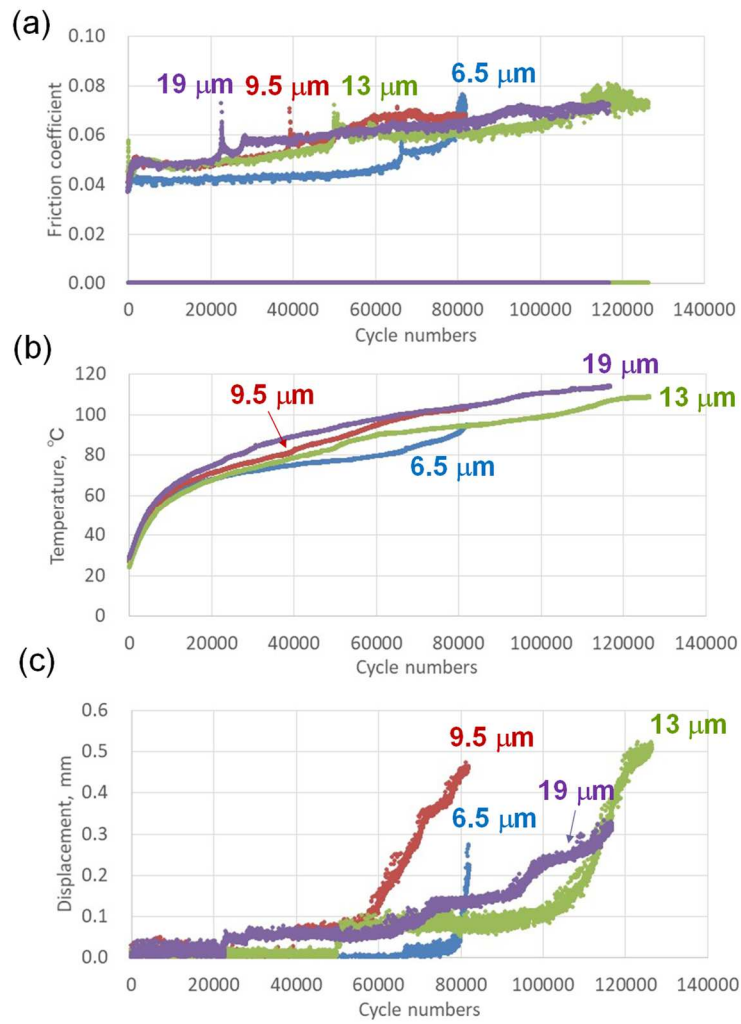 (a)
0.10
0.08
0.06
0.04
0.02
0.00
Friction coefficient
19 μm
9.5 μm
13 μm
6.5 μm
0 20000 40000 60000 80000 100000 120000 140000
Cycle numbers
(b)
120
100
80
60
40
20
0
Temperature, °C
9.5 μm
19 μm
13 μm
6.5 μm
0 20000 40000 60000 80000 100000 120000 140000
Cycle numbers
(c)
0.6
0.5
0.4
0.3
0.2
0.1
0.0
Displacement, mm
9.5 μm
13 μm
19 μm
6.5 μm
0 20000 40000 60000 80000 100000 120000 140000
Cycle numbers